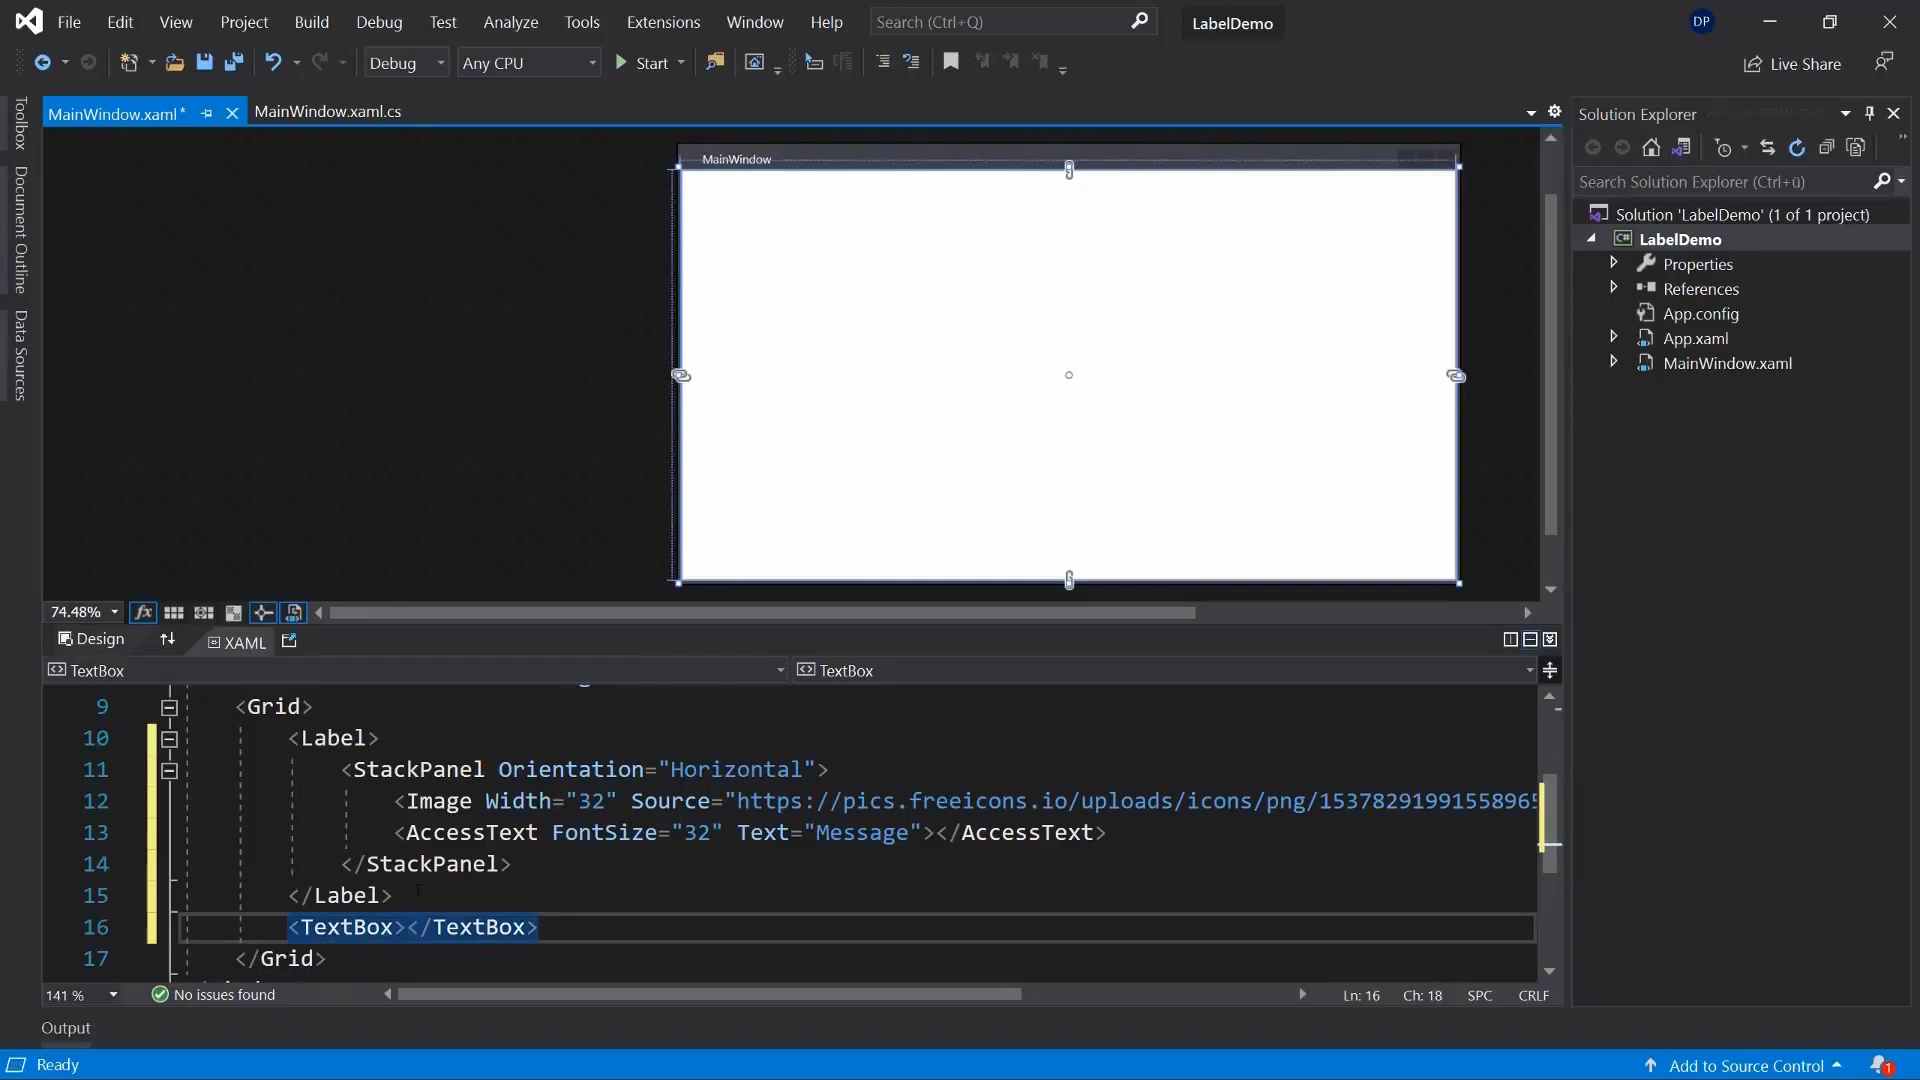 File Edit View Project Build Debug Test Analyze Tools Extensions Window Help Search (Ctrl+Q) LabelDemo DP
Debug Any CPU Start Live Share
Toolbox
Document Outline
Data Sources
MainWindow.xaml* MainWindow.xaml.cs
MainWindow
74.48% fx
Design XAML
TextBox TextBox
9 <Grid>
10 <Label>
11 <StackPanel Orientation="Horizontal">
12 <Image Width="32" Source="https://pics.freeicons.io/uploads/icons/png/1537829199155896
13 <AccessText FontSize="32" Text="Message"></AccessText>
14 </StackPanel>
15 </Label>
16 <TextBox></TextBox>
17 </Grid>
141 % No issues found Ln: 16 Ch: 18 SPC CRLF
Output
Ready Add to Source Control 1
Solution Explorer
Search Solution Explorer (Ctrl+ü)
Solution 'LabelDemo' (1 of 1 project)
C# LabelDemo
Properties
References
App.config
App.xaml
MainWindow.xaml